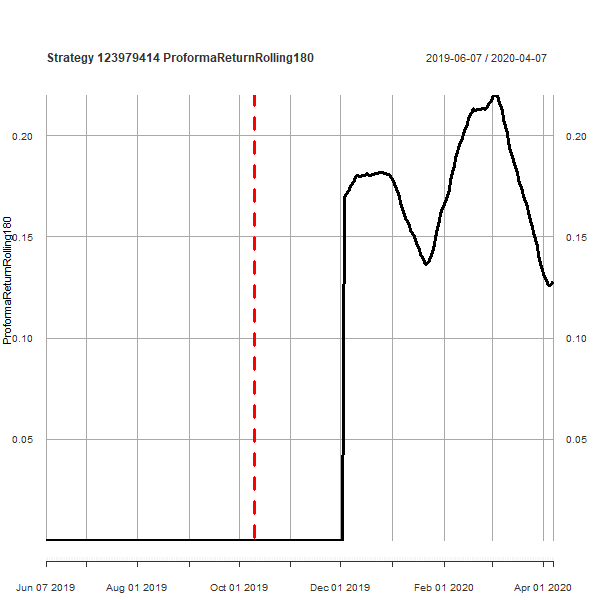 Strategy 123979414 ProformaReturnRolling180
2019-06-07 / 2020-04-07
ProformaReturnRolling180
0.20 0.20
0.15 0.15
0.10 0.10
0.05 0.05
Jun 07 2019 Aug 01 2019 Oct 01 2019 Dec 01 2019 Feb 01 2020 Apr 01 2020